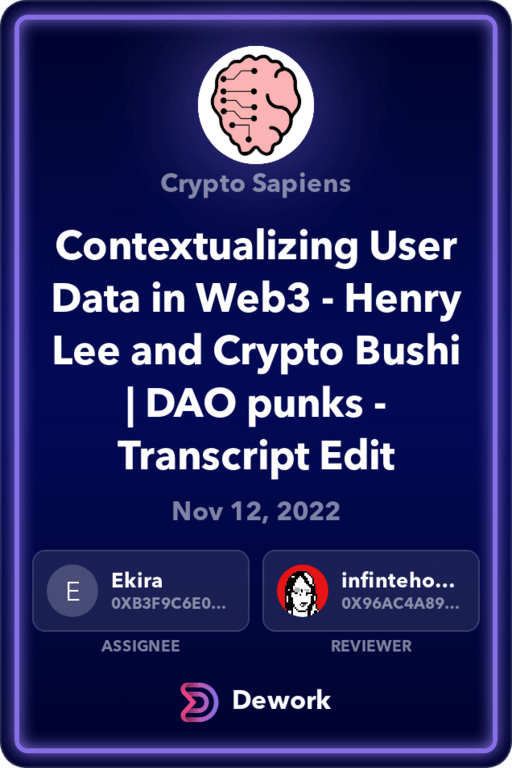 Crypto Sapiens
Contextualizing User
Data in Web3 - Henry
Lee and Crypto Bushi
| DAO punks -
Transcript Edit
Nov 12, 2022
E
Ekira
0XB3F9C6E0...
ASSIGNEE
infinteho...
0X96AC4A89...
REVIEWER
Dework